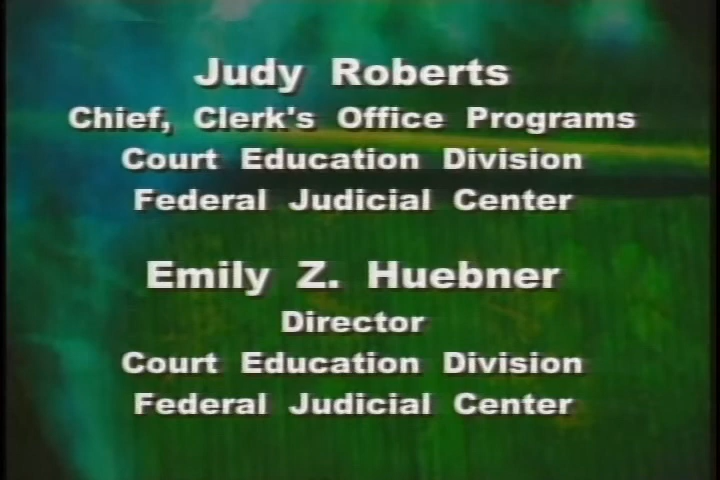 Judy Roberts
Chief, Clerk's Office Programs
Court Education Division
Federal Judicial Center
Emily Z. Huebner
Director
Court Education Division
Federal Judicial Center